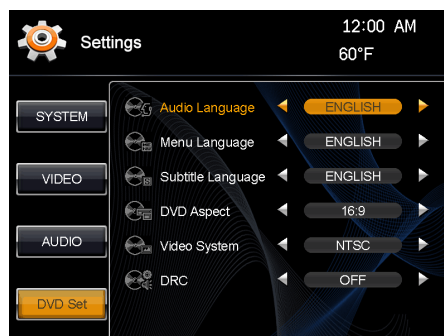 Settings
12:00 AM
60°F
SYSTEM
VIDEO
AUDIO
DVD Set
Audio Language ENGLISH
Menu Language ENGLISH
Subtitle Language ENGLISH
DVD Aspect 16:9
Video System NTSC
DRC OFF